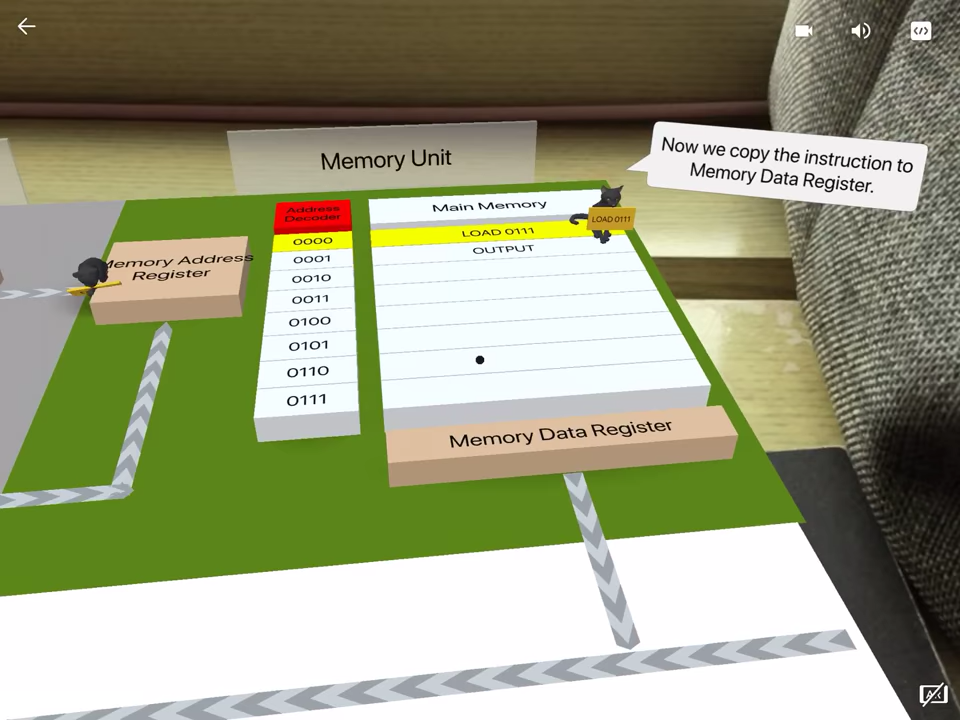 Memory Unit
Now we copy the instruction to
Memory Data Register.
Address
Decoder
Main Memory
LOAD 0111
0000
LOAD 0111
0001
OUTPUT
Memory Address
Register
0010
0011
0100
0101
0110
0111
Memory Data Register